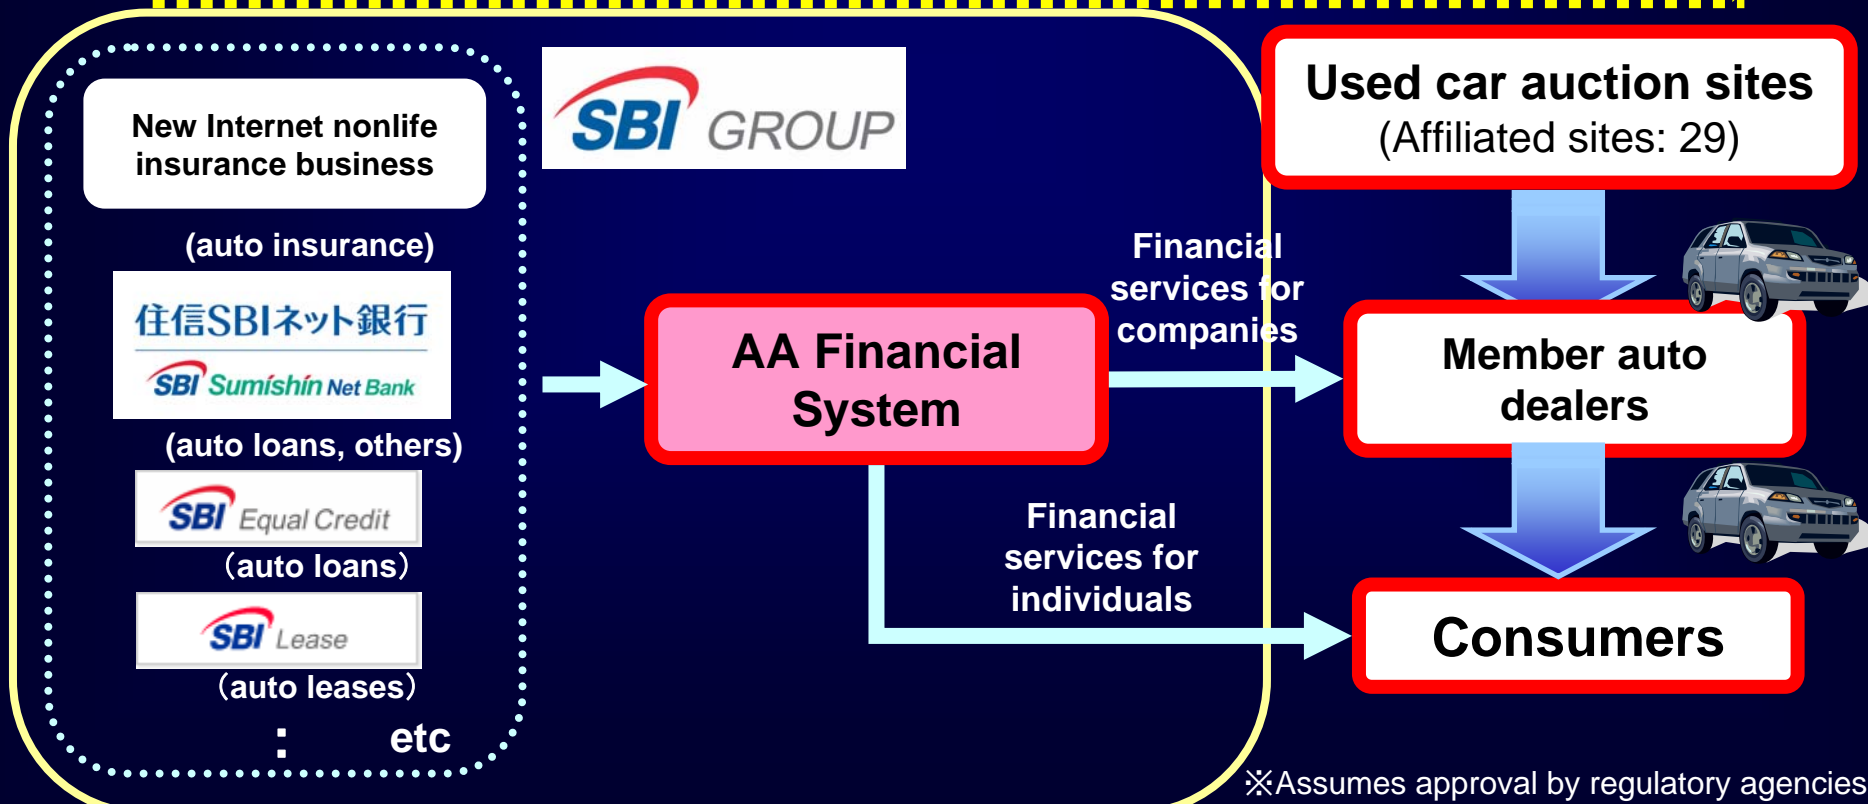 New Internet nonlife
insurance business
(auto insurance)
住信SBIネット銀行
SBI Sumishin Net Bank
(auto loans, others)
SBI Equal Credit
（auto loans）
SBI Lease
（auto leases）
: etc
SBI GROUP
AA Financial
System
Financial
services for
companies
Financial
services for
individuals
Used car auction sites
(Affiliated sites: 29)
Member auto
dealers
Consumers
※Assumes approval by regulatory agencies